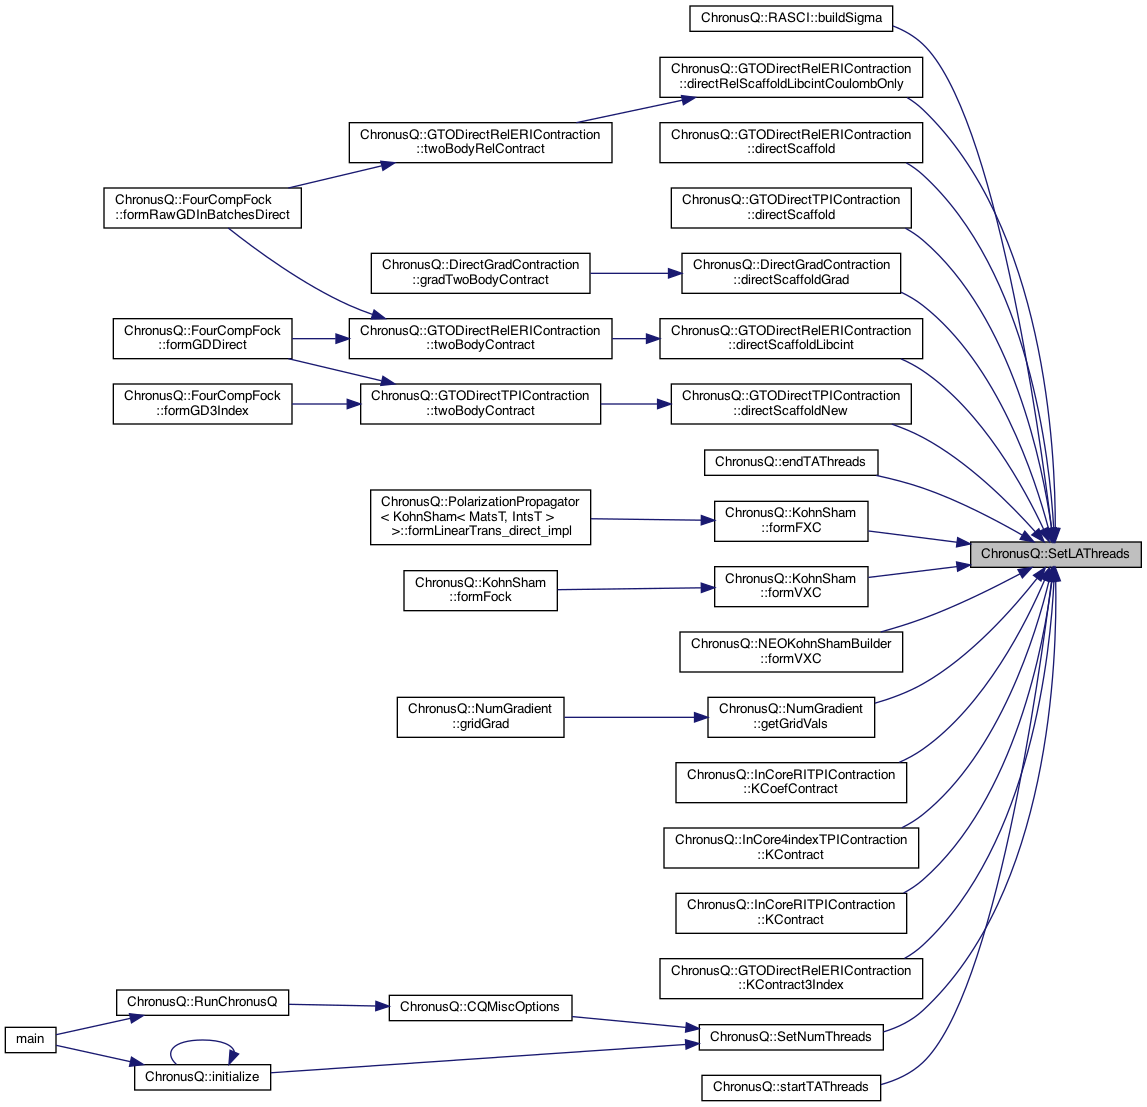 ChronusQ::RASCI::buildSigma
ChronusQ::GTODirectRelERIContraction
::directRelScaffoldLibcintCoulombOnly
ChronusQ::GTODirectRelERIContraction
::twoBodyRelContract
ChronusQ::GTODirectRelERIContraction
::directScaffold
ChronusQ::FourCompFock
::formRawGDInBatchesDirect
ChronusQ::GTODirectTPIContraction
::directScaffold
ChronusQ::DirectGradContraction
::gradTwoBodyContract
ChronusQ::DirectGradContraction
::directScaffoldGrad
ChronusQ::FourCompFock
::formGDDirect
ChronusQ::GTODirectRelERIContraction
::twoBodyContract
ChronusQ::GTODirectRelERIContraction
::directScaffoldLibcint
ChronusQ::FourCompFock
::formGD3Index
ChronusQ::GTODirectTPIContraction
::twoBodyContract
ChronusQ::GTODirectTPIContraction
::directScaffoldNew
ChronusQ::endTAThreads
ChronusQ::PolarizationPropagator
< KohnSham< MatsT, IntsT >
>::formLinearTrans_direct_impl
ChronusQ::KohnSham
::formFXC
ChronusQ::SetLAThreads
ChronusQ::KohnSham
::formFock
ChronusQ::KohnSham
::formVXC
ChronusQ::NEOKohnShamBuilder
::formVXC
ChronusQ::NumGradient
::gridGrad
ChronusQ::NumGradient
::getGridVals
ChronusQ::InCoreRITPIContraction
::KCoefContract
ChronusQ::InCore4indexTPIContraction
::KContract
ChronusQ::InCoreRITPIContraction
::KContract
ChronusQ::GTODirectRelERIContraction
::KContract3Index
ChronusQ::RunChronusQ
ChronusQ::CQMiscOptions
main
ChronusQ::SetNumThreads
ChronusQ::initialize
ChronusQ::startTAThreads